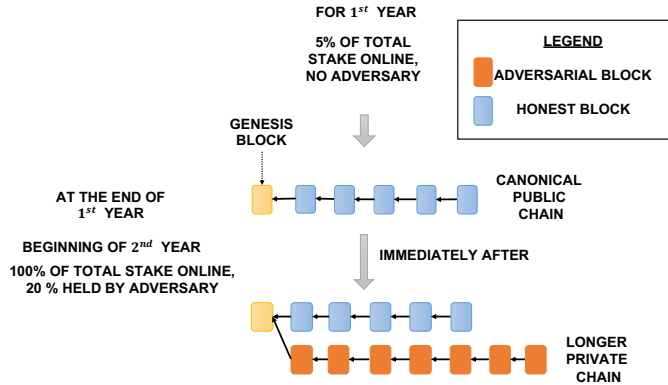 FOR 1st YEAR
5% OF TOTAL
STAKE ONLINE,
NO ADVERSARY
LEGEND
ADVERSARIAL BLOCK
HONEST BLOCK
GENESIS
BLOCK
AT THE END OF
1st YEAR
CANONICAL
PUBLIC
CHAIN
BEGINNING OF 2nd YEAR
100% OF TOTAL STAKE ONLINE,
20 % HELD BY ADVERSARY
IMMEDIATELY AFTER
LONGER
PRIVATE
CHAIN